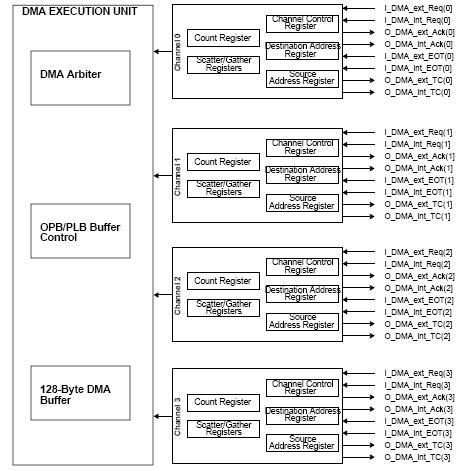 DMA EXECUTION UNIT
DMA Arbiter
OPB/PLB Buffer
Control
128-Byte DMA
Buffer
Channel 0
Count Register
Scatter/Gather
Registers
Channel Control
Register
Destination Address
Register
Source
Address Register
I_DMA_ext_Req(0)
I_DMA_Int_Req(0)
O_DMA_ext_Ack(0)
O_DMA_Int_Ack(0)
I_DMA_ext_EOT(0)
I_DMA_Int_EOT(0)
O_DMA_ext_TC(0)
O_DMA_Int_TC(0)
Channel 1
Count Register
Scatter/Gather
Registers
Channel Control
Register
Destination Address
Register
Source
Address Register
I_DMA_ext_Req(1)
I_DMA_Int_Req(1)
O_DMA_ext_Ack(1)
O_DMA_Int_Ack(1)
I_DMA_ext_EOT(1)
I_DMA_Int_EOT(1)
O_DMA_ext_TC(1)
O_DMA_Int_TC(1)
Channel 2
Count Register
Scatter/Gather
Registers
Channel Control
Register
Destination Address
Register
Source
Address Register
I_DMA_ext_Req(2)
I_DMA_Int_Req(2)
O_DMA_ext_Ack(2)
O_DMA_Int_Ack(2)
I_DMA_ext_EOT(2)
I_DMA_Int_EOT(2)
O_DMA_ext_TC(2)
O_DMA_Int_TC(2)
Channel 3
Count Register
Scatter/Gather
Registers
Channel Control
Register
Destination Address
Register
Source
Address Register
I_DMA_ext_Req(3)
I_DMA_Int_Req(3)
O_DMA_ext_Ack(3)
O_DMA_Int_Ack(3)
I_DMA_ext_EOT(3)
I_DMA_Int_EOT(3)
O_DMA_ext_TC(3)
O_DMA_Int_TC(3)